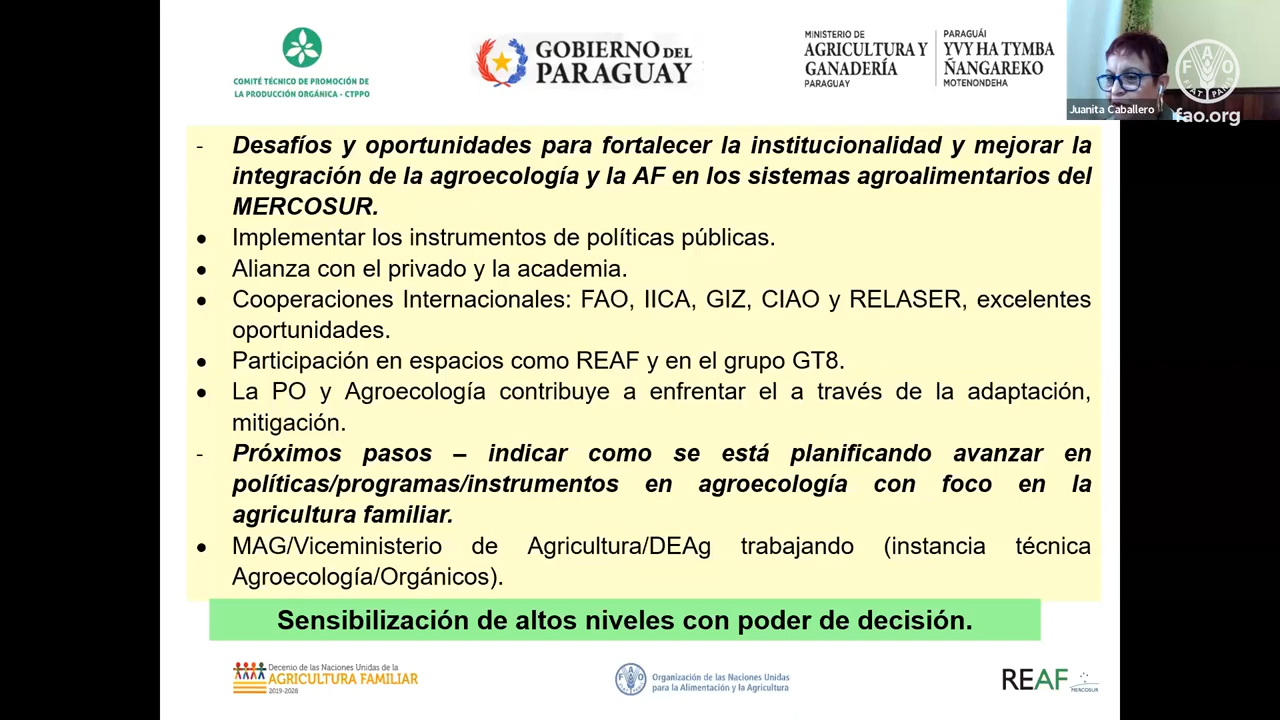 COMITÉ TÉCNICO DE PROMOCIÓN DE
LA PRODUCCIÓN ORGÁNICA - CTPPO
GOBIERNO DEL
PARAGUAY
MINISTERIO DE
AGRICULTURA Y
GANADERÍA
PARAGUAY
PARAGUÁI
YVY HA TYMBA
ÑANGAREKO
MOTENONDEHA
Juanita Caballero
FAO
FIAT PANIS
fao.org
- Desafíos y oportunidades para fortalecer la institucionalidad y mejorar la
integración de la agroecología y la AF en los sistemas agroalimentarios del
MERCOSUR.
• Implementar los instrumentos de políticas públicas.
• Alianza con el privado y la academia.
• Cooperaciones Internacionales: FAO, IICA, GIZ, CIAO y RELASER, excelentes
oportunidades.
• Participación en espacios como REAF y en el grupo GT8.
• La PO y Agroecología contribuye a enfrentar el a través de la adaptación,
mitigación.
- Próximos pasos – indicar como se está planificando avanzar en
políticas/programas/instrumentos en agroecología con foco en la
agricultura familiar.
• MAG/Viceministerio de Agricultura/DEAg trabajando (instancia técnica
Agroecología/Orgánicos).
Sensibilización de altos niveles con poder de decisión.
Decenio de las Naciones Unidas de la
AGRICULTURA FAMILIAR
2019-2028
FAO
Organización de las Naciones Unidas
para la Alimentación y la Agricultura
REAF
MERCOSUR